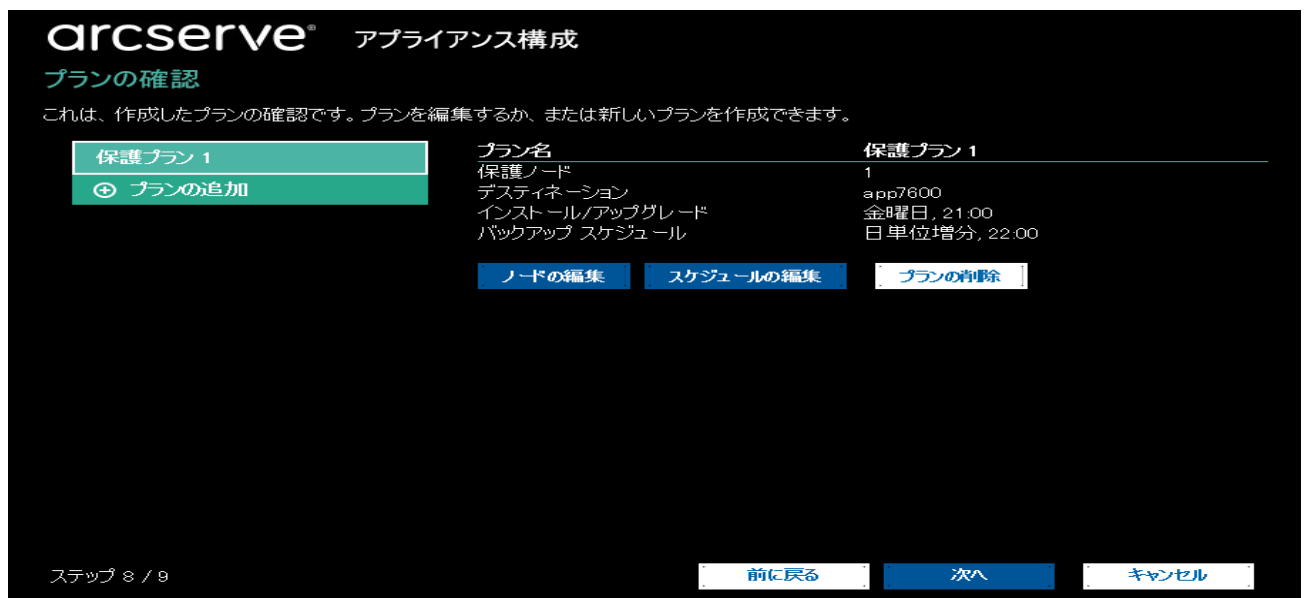 arcserve® アプライアンス構成
プランの確認
これは、作成したプランの確認です。プランを編集するか、または新しいプランを作成できます。
保護プラン 1
プランの追加
プラン名 保護プラン 1
保護ノード 1
デスティネーション app7600
インストール/アップグレード 金曜日, 21:00
バックアップ スケジュール 日単位増分, 22:00
ノードの編集 スケジュールの編集 プランの削除
ステップ 8 / 9 前に戻る 次へ キャンセル